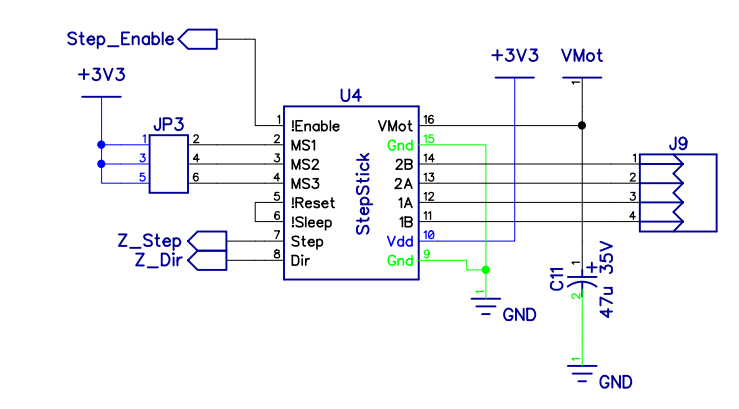 Step_Enable
+3V3
+3V3
VMot
JP3
1
2
3
4
5
6
U4
StepStick
1
!Enable
2
MS1
3
MS2
4
MS3
5
!Reset
6
!Sleep
7
Step
8
Dir
VMot
16
Gnd
15
2B
14
2A
13
1A
12
1B
11
Vdd
10
Gnd
9
Z_Step
Z_Dir
J9
1
2
3
4
1
1
+
2
C11
47u 35V
1
GND
1
GND